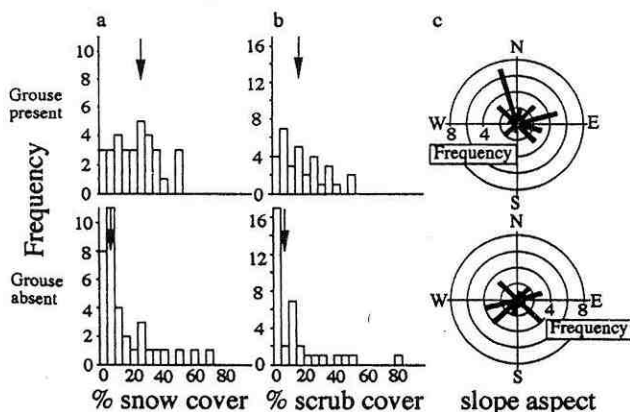 a b c
Grouse present
Frequency
10
8
6
4
2
0
16
12
8
4
0
N
W 8 4 E
Frequency
S
Grouse absent
10
8
6
4
2
0
16
12
8
4
0
N
W 4 8 E
Frequency
S
0 20 40 60 80
0 20 40 60 80
% snow cover % scrub cover slope aspect